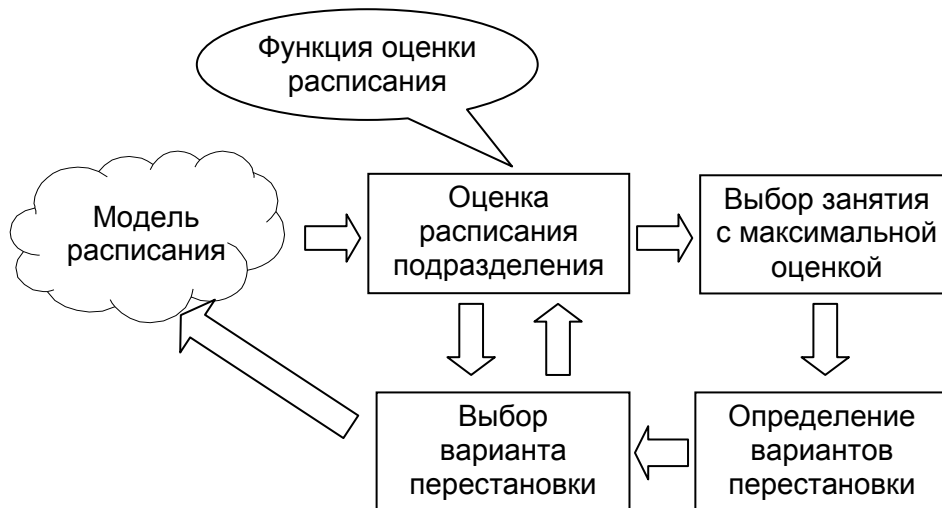 Функция оценки
расписания
Модель
расписания
Оценка
расписания
подразделения
Выбор занятия
с максимальной
оценкой
Выбор
варианта
перестановки
Определение
вариантов
перестановки